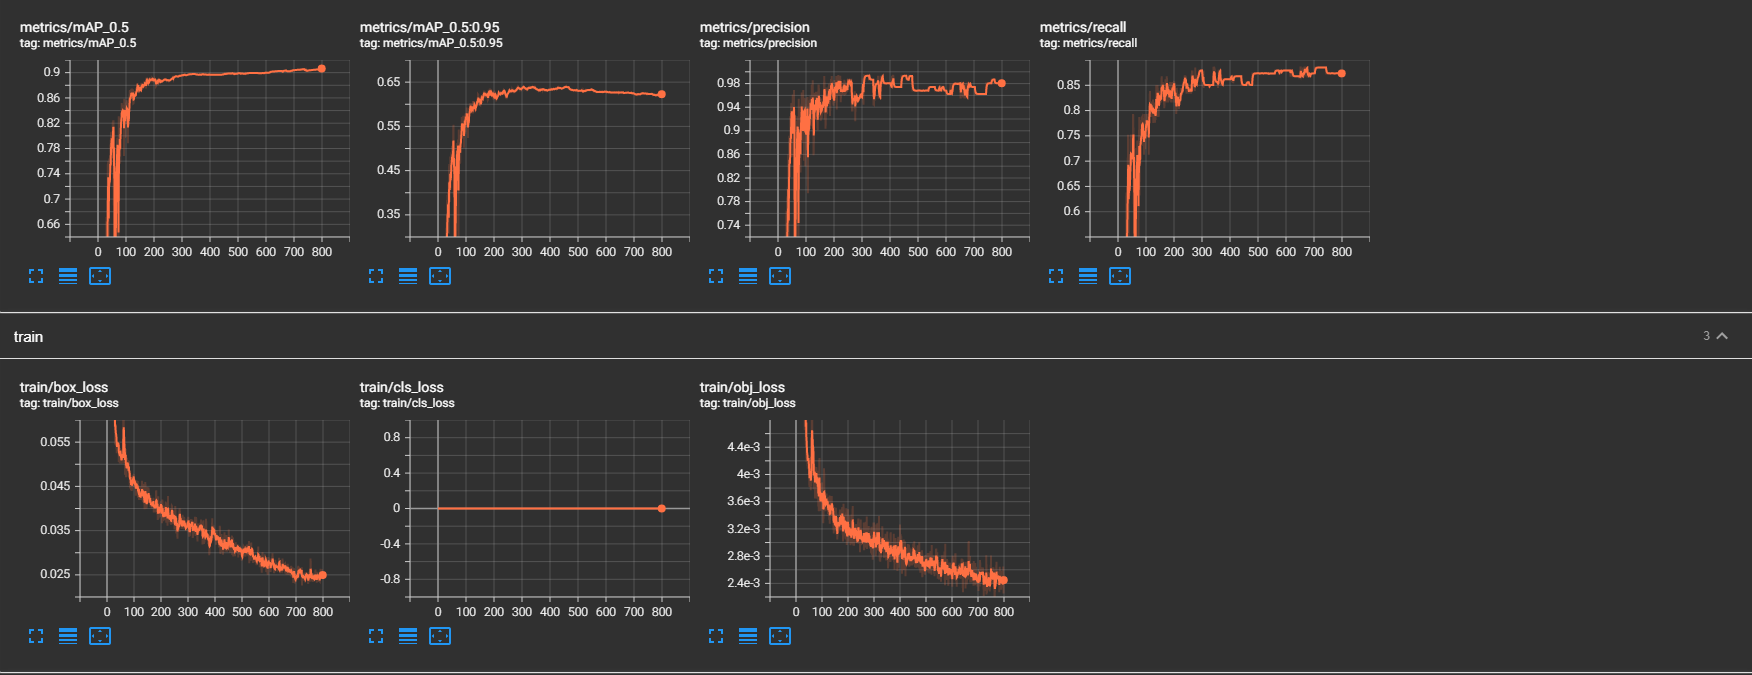 metrics/mAP_0.5
tag: metrics/mAP_0.5
0.9
0.86
0.82
0.78
0.74
0.7
0.66
0 100 200 300 400 500 600 700 800
metrics/mAP_0.5:0.95
tag: metrics/mAP_0.5:0.95
0.65
0.55
0.45
0.35
0 100 200 300 400 500 600 700 800
metrics/precision
tag: metrics/precision
0.98
0.94
0.9
0.86
0.82
0.78
0.74
0 100 200 300 400 500 600 700 800
metrics/recall
tag: metrics/recall
0.85
0.8
0.75
0.7
0.65
0.6
0 100 200 300 400 500 600 700 800
train
3
train/box_loss
tag: train/box_loss
0.055
0.045
0.035
0.025
0 100 200 300 400 500 600 700 800
train/cls_loss
tag: train/cls_loss
0.8
0.4
0
-0.4
-0.8
0 100 200 300 400 500 600 700 800
train/obj_loss
tag: train/obj_loss
4.4e-3
4e-3
3.6e-3
3.2e-3
2.8e-3
2.4e-3
0 100 200 300 400 500 600 700 800